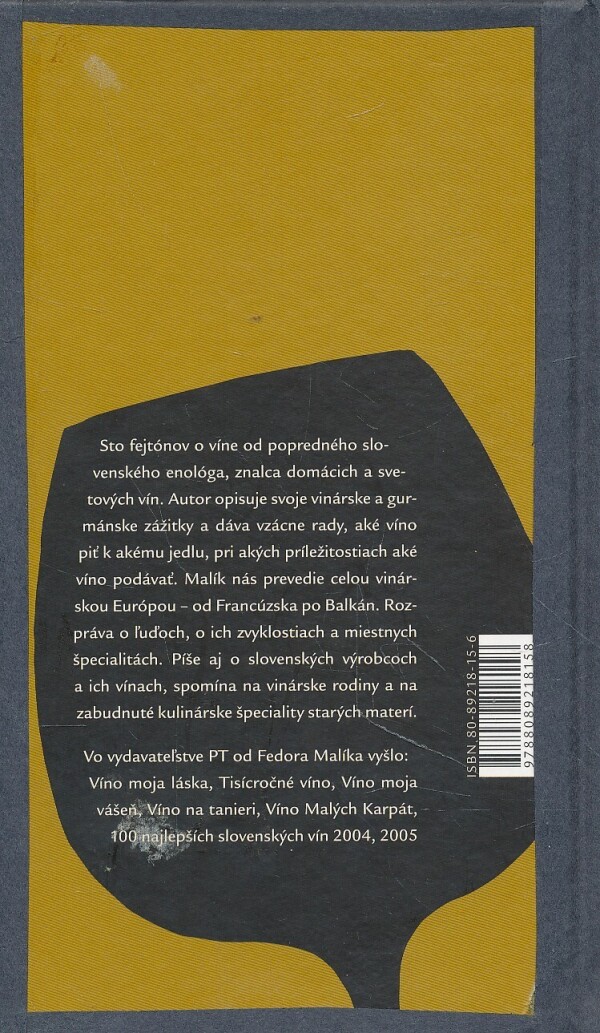 Sto fejtónov o víne od popredného slo-
venského enológa, znalca domácich a sve-
tových vín. Autor opisuje svoje vinárske a gur-
mánske zážitky a dáva vzácne rady, aké víno
piť k akému jedlu, pri akých príležitostiach aké
víno podávať. Malík nás prevedie celou vinár-
skou Európou – od Francúzska po Balkán. Roz-
práva o ľuďoch, o ich zvyklostiach a miestnych
špecialitách. Píše aj o slovenských výrobcoch
a ich vínach, spomína na vinárske rodiny a na
zabudnuté kulinárske špeciality starých materí.
Vo vydavateľstve PT od Fedora Malíka vyšlo:
Víno moja láska, Tisícročné víno, Víno moja
vášeň, Víno na tanieri, Víno Malých Karpát,
100 najlepších slovenských vín 2004, 2005
ISBN 80-89218-15-6
9788089218158